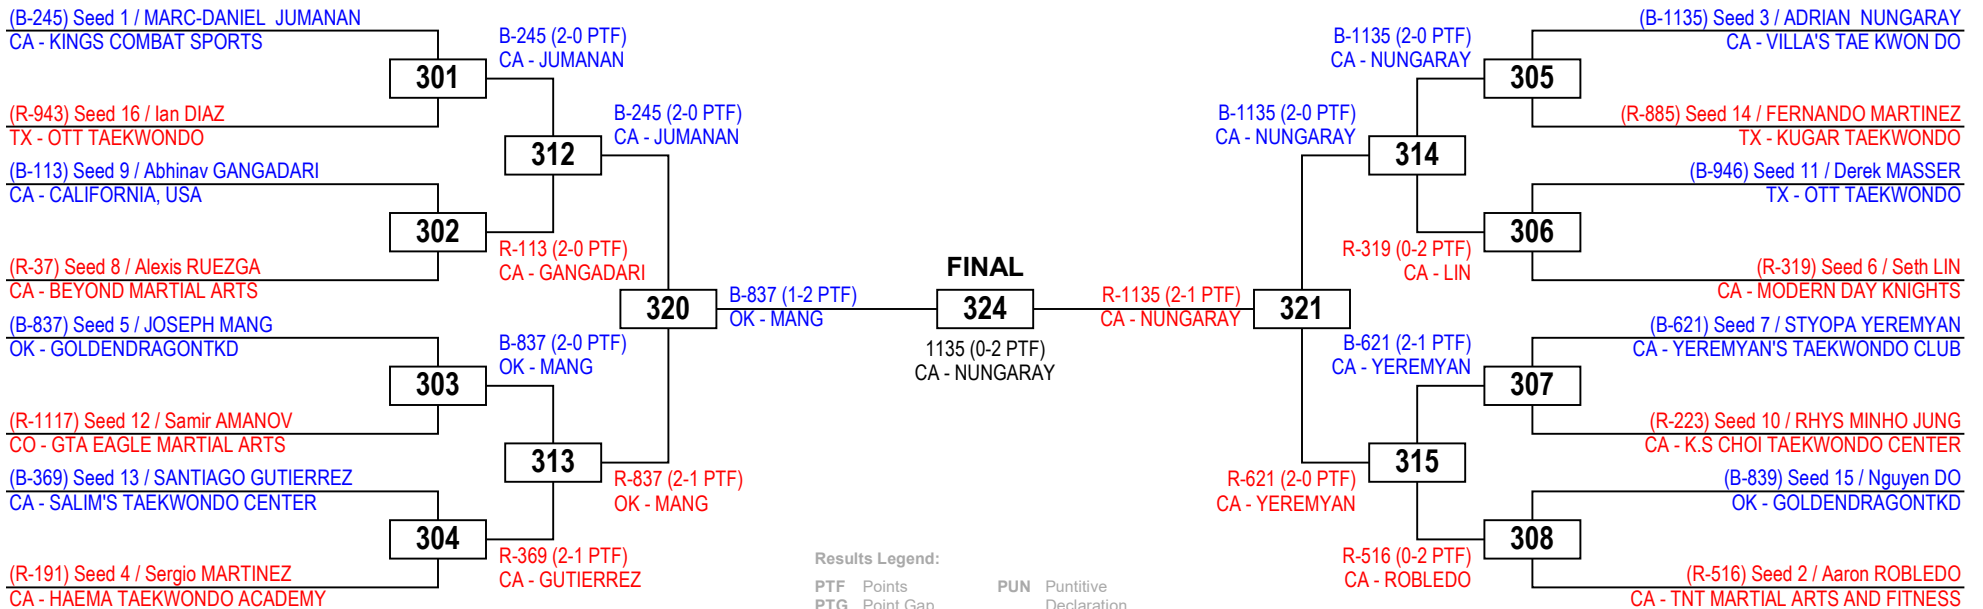 (B-245) Seed 1 / MARC-DANIEL JUMANAN
CA - KINGS COMBAT SPORTS
301
(R-943) Seed 16 / Ian DIAZ
TX - OTT TAEKWONDO
(B-113) Seed 9 / Abhinav GANGADARI
CA - CALIFORNIA, USA
302
(R-37) Seed 8 / Alexis RUEZGA
CA - BEYOND MARTIAL ARTS
(B-837) Seed 5 / JOSEPH MANG
OK - GOLDENDRAGONTKD
303
(R-1117) Seed 12 / Samir AMANOV
CO - GTA EAGLE MARTIAL ARTS
(B-369) Seed 13 / SANTIAGO GUTIERREZ
CA - SALIM'S TAEKWONDO CENTER
304
(R-191) Seed 4 / Sergio MARTINEZ
CA - HAEMA TAEKWONDO ACADEMY
B-245 (2-0 PTF)
CA - JUMANAN
312
R-113 (2-0 PTF)
CA - GANGADARI
B-837 (2-0 PTF)
OK - MANG
313
R-369 (2-1 PTF)
CA - GUTIERREZ
B-245 (2-0 PTF)
CA - JUMANAN
320
R-837 (2-1 PTF)
OK - MANG
B-837 (1-2 PTF)
OK - MANG
FINAL
324
1135 (0-2 PTF)
CA - NUNGARAY
R-1135 (2-1 PTF)
CA - NUNGARAY
321
B-1135 (2-0 PTF)
CA - NUNGARAY
314
R-621 (2-0 PTF)
CA - YEREMYAN
315
B-1135 (2-0 PTF)
CA - NUNGARAY
R-319 (0-2 PTF)
CA - LIN
B-621 (2-1 PTF)
CA - YEREMYAN
R-516 (0-2 PTF)
CA - ROBLEDO
(B-1135) Seed 3 / ADRIAN NUNGARAY
CA - VILLA'S TAE KWON DO
305
(R-885) Seed 14 / FERNANDO MARTINEZ
TX - KUGAR TAEKWONDO
(B-946) Seed 11 / Derek MASSER
TX - OTT TAEKWONDO
306
(R-319) Seed 6 / Seth LIN
CA - MODERN DAY KNIGHTS
(B-621) Seed 7 / STYOPA YEREMYAN
CA - YEREMYAN'S TAEKWONDO CLUB
307
(R-223) Seed 10 / RHYS MINHO JUNG
CA - K.S CHOI TAEKWONDO CENTER
(B-839) Seed 15 / Nguyen DO
OK - GOLDENDRAGONTKD
308
(R-516) Seed 2 / Aaron ROBLEDO
CA - TNT MARTIAL ARTS AND FITNESS
Results Legend:
PTF Points PUN Puntitive
PTG Point Gap Declaration